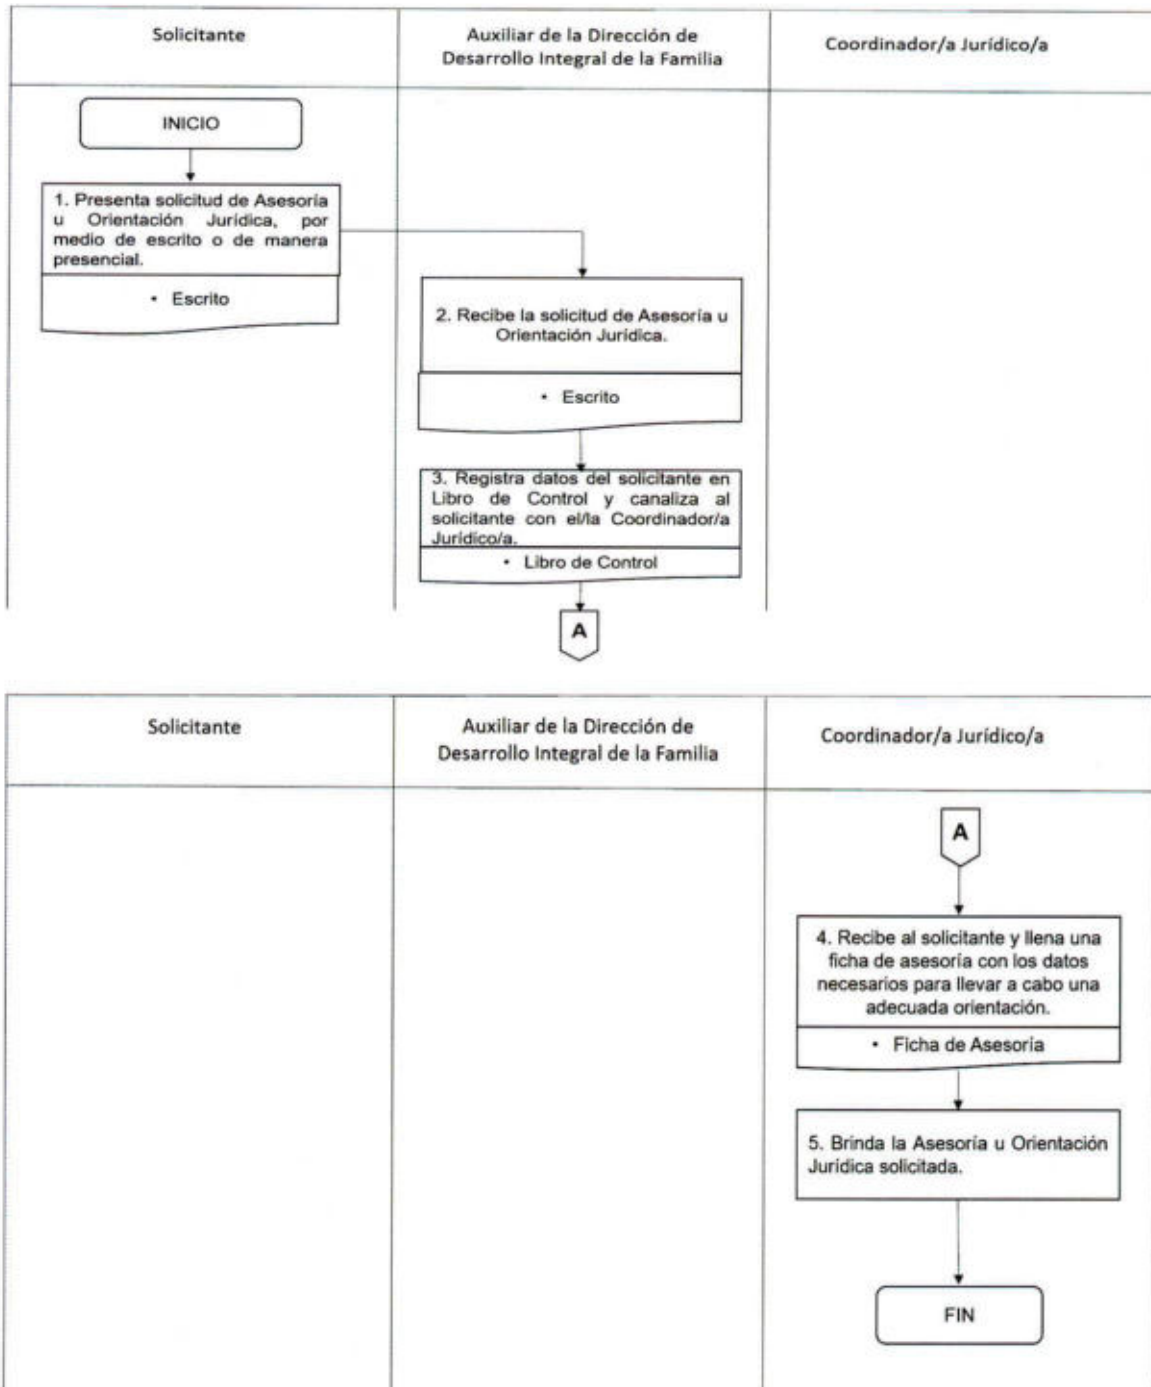 Solicitante
Auxiliar de la Dirección de
Desarrollo Integral de la Familia
Coordinador/a Jurídico/a
INICIO
1. Presenta solicitud de Asesoría
u Orientación Jurídica, por
medio de escrito o de manera
presencial.
• Escrito
2. Recibe la solicitud de Asesoría u
Orientación Jurídica.
• Escrito
3. Registra datos del solicitante en
Libro de Control y canaliza al
solicitante con el/la Coordinador/a
Jurídico/a.
• Libro de Control
A
Solicitante
Auxiliar de la Dirección de
Desarrollo Integral de la Familia
Coordinador/a Jurídico/a
A
4. Recibe al solicitante y llena una
ficha de asesoría con los datos
necesarios para llevar a cabo una
adecuada orientación.
• Ficha de Asesoría
5. Brinda la Asesoría u Orientación
Jurídica solicitada.
FIN